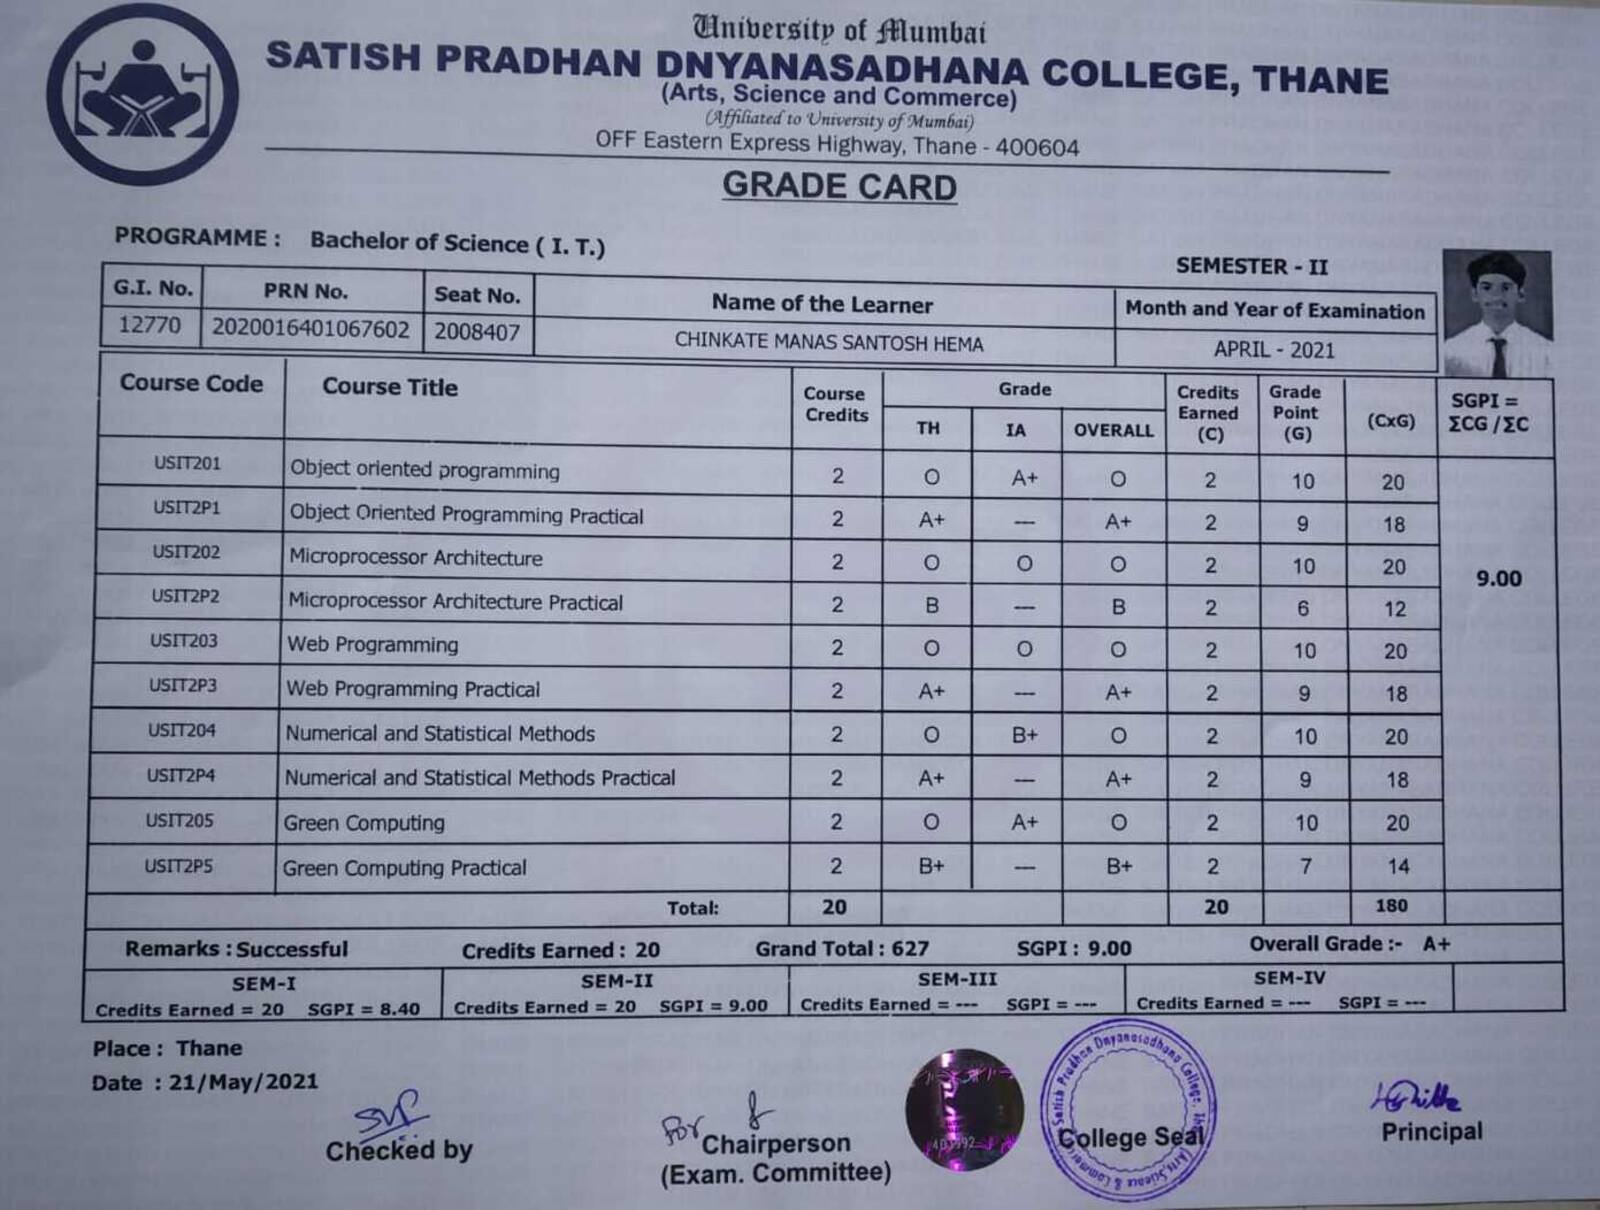 University of Mumbai
SATISH PRADHAN DNYANASADHANA COLLEGE, THANE
(Arts, Science and Commerce)
(Affiliated to University of Mumbai)
OFF Eastern Express Highway, Thane - 400604
GRADE CARD
PROGRAMME : Bachelor of Science ( I. T.)
SEMESTER - II
G.I. No. PRN No. Seat No. Name of the Learner Month and Year of Examination
12770 2020016401067602 2008407 CHINKATE MANAS SANTOSH HEMA APRIL - 2021
Course Code Course Title Course Credits Grade Credits Earned (C) Grade Point (G) (CxG) SGPI = ΣCG /ΣC
TH IA OVERALL
USIT201 Object oriented programming 2 O A+ O 2 10 20
USIT2P1 Object Oriented Programming Practical 2 A+ --- A+ 2 9 18
USIT202 Microprocessor Architecture 2 O O O 2 10 20
9.00
USIT2P2 Microprocessor Architecture Practical 2 B --- B 2 6 12
USIT203 Web Programming 2 O O O 2 10 20
USIT2P3 Web Programming Practical 2 A+ --- A+ 2 9 18
USIT204 Numerical and Statistical Methods 2 O B+ O 2 10 20
USIT2P4 Numerical and Statistical Methods Practical 2 A+ --- A+ 2 9 18
USIT205 Green Computing 2 O A+ O 2 10 20
USIT2P5 Green Computing Practical 2 B+ --- B+ 2 7 14
Total: 20 20 180
Remarks : Successful Credits Earned : 20 Grand Total : 627 SGPI : 9.00 Overall Grade :- A+
SEM-I SEM-II SEM-III SEM-IV
Credits Earned = 20 SGPI = 8.40 Credits Earned = 20 SGPI = 9.00 Credits Earned = --- SGPI = --- Credits Earned = --- SGPI = ---
Place : Thane
Date : 21/May/2021
Checked by
For
Chairperson
(Exam. Committee)
Satish Pradhan Dnyanasadhana College,
(Arts, Science & Commerce
College Seal
Principal